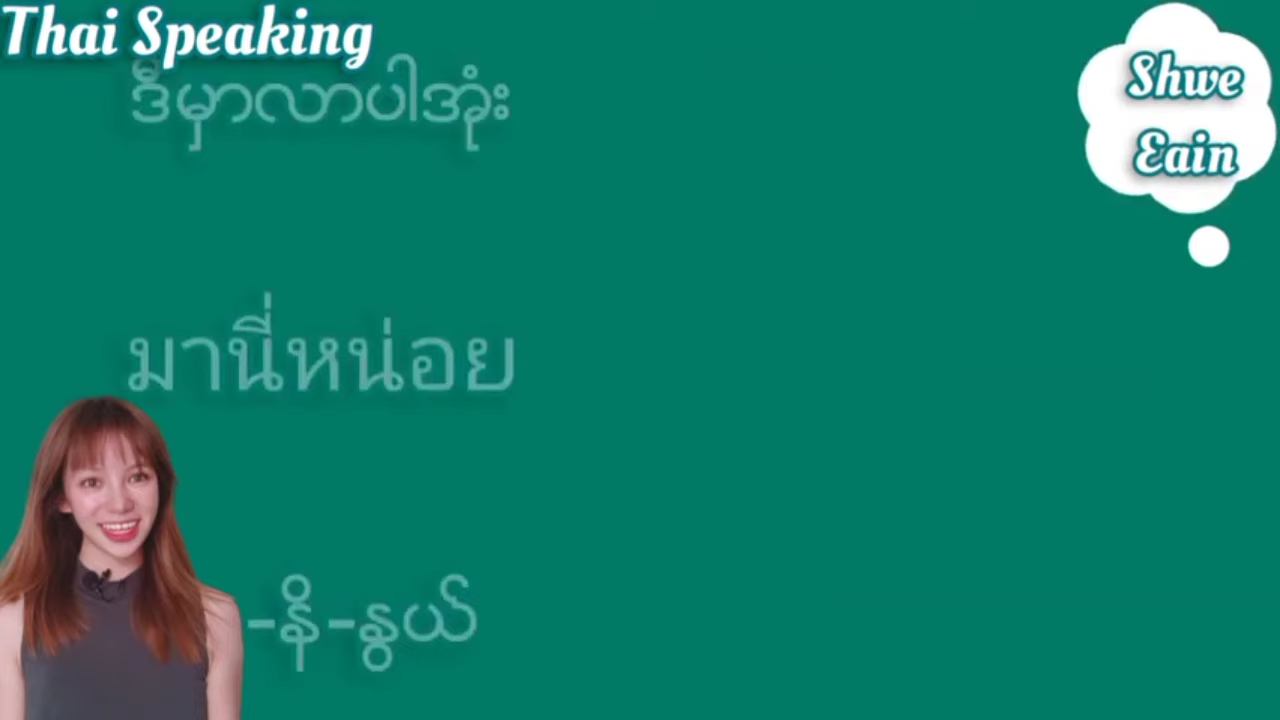 Thai Speaking
ဒီမှာလာပါအုံး
Shwe
Eain
มานี่หน่อย
-နိ-နွယ်